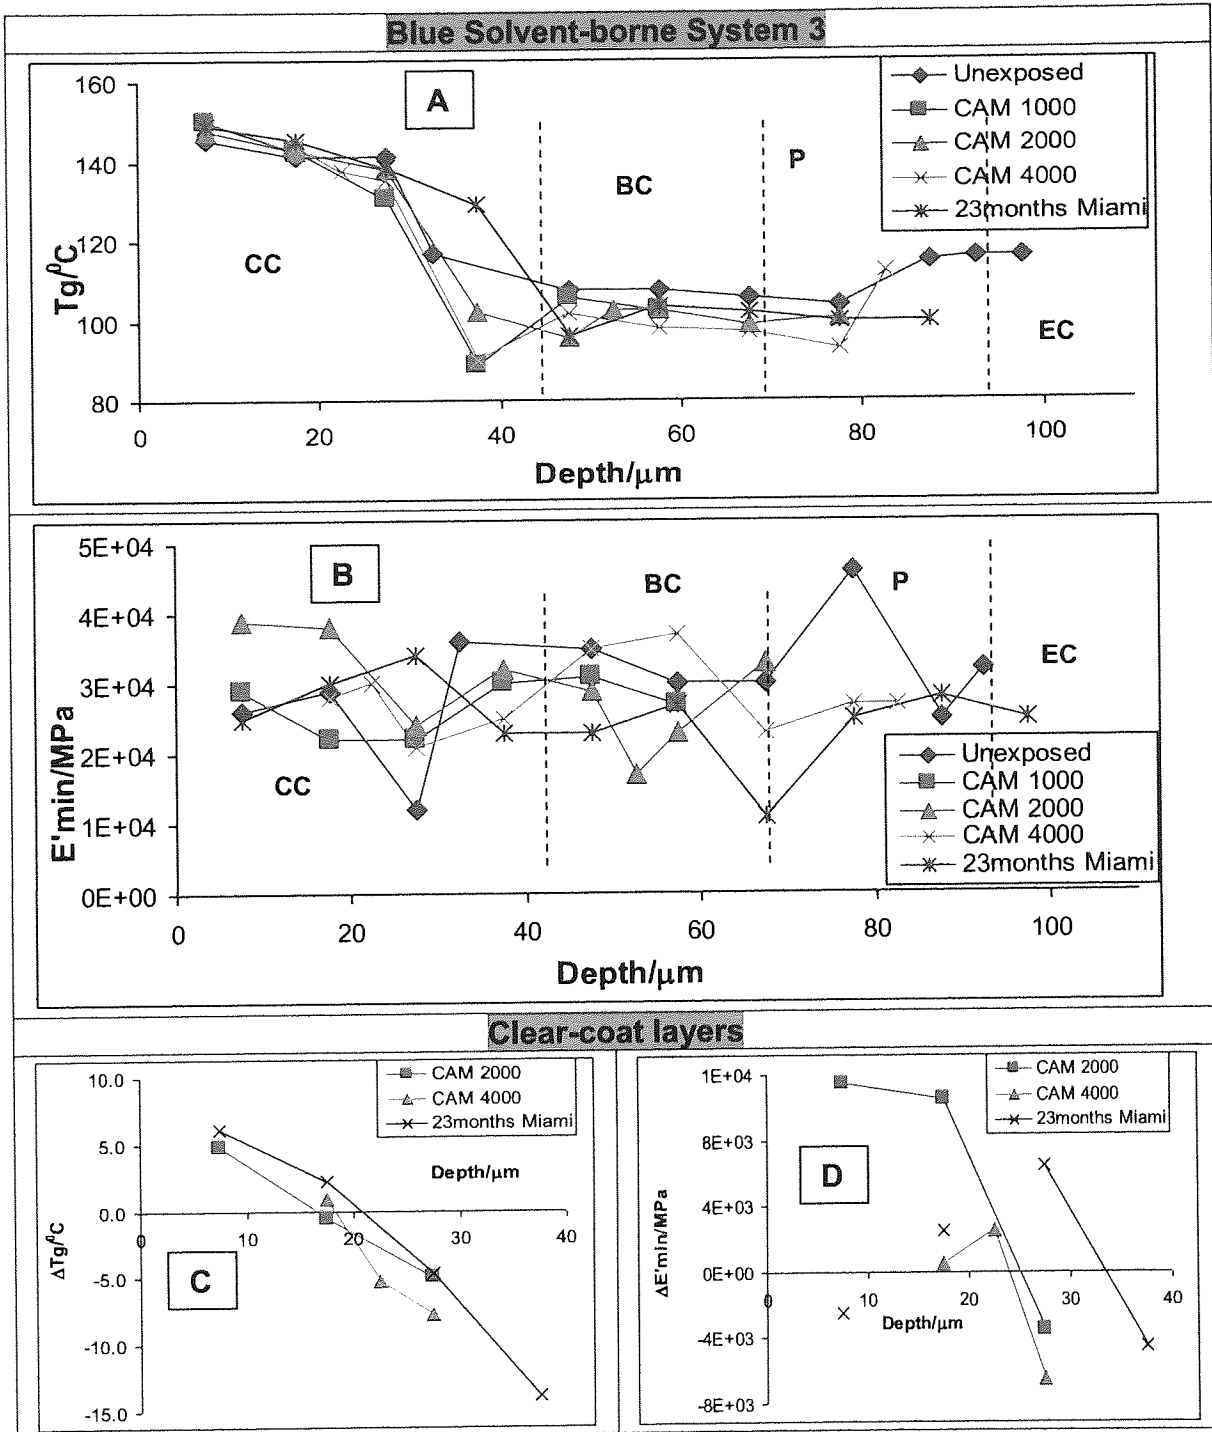 Blue Solvent-borne System 3
A
Unexposed
CAM 1000
CAM 2000
CAM 4000
23months Miami
160
140
120
100
80
Tg/⁰C
CC
BC
P
EC
0 20 40 60 80 100
Depth/µm
B
5E+04
4E+04
3E+04
2E+04
1E+04
0E+00
E'min/MPa
CC
BC
P
EC
Unexposed
CAM 1000
CAM 2000
CAM 4000
23months Miami
0 20 40 60 80 100
Depth/µm
Clear-coat layers
CAM 2000
CAM 4000
23months Miami
10.0
5.0
0.0
-5.0
-10.0
-15.0
ΔTg/⁰C
Depth/µm
0 10 20 30 40
C
CAM 2000
CAM 4000
23months Miami
1E+04
8E+03
4E+03
0E+00
-4E+03
-8E+03
ΔE'min/MPa
D
0 10 20 30 40
Depth/µm